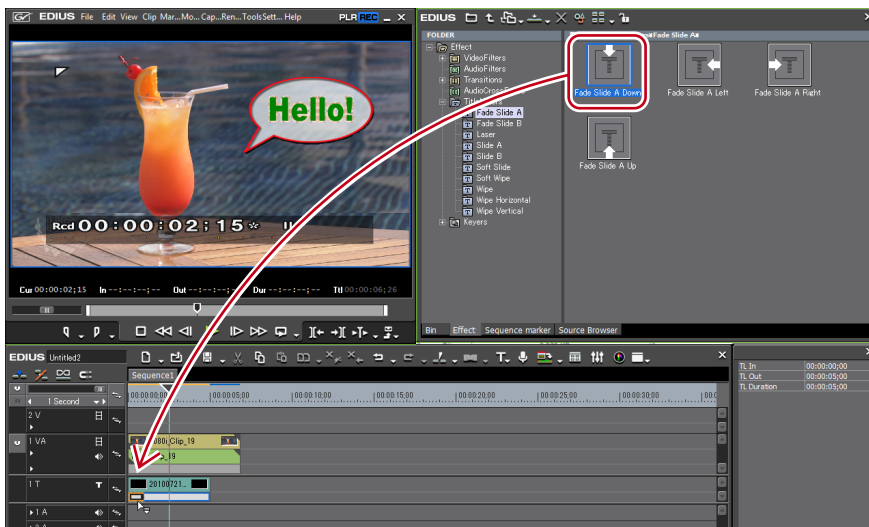 EDIUS File Edit View Clip Mar...Mo... Cap...Ren...ToolsSett... Help PLR REC
Hello!
Rcd 00:00:02;15 * II
Cur 00:00:02;15 In --:--:--;-- Out --:--:--;-- Dur --:--:--;-- Ttl 00:00:06;26
EDIUS
FOLDER
#Fade Slide A#
Effect
VideoFilters
AudioFilters
Transitions
Fade Slide A
Fade Slide B
Laser
Slide A
Slide B
Soft Slide
Soft Wipe
Wipe
Wipe Horizontal
Wipe Vertical
Keyers
Fade Slide A Down
Fade Slide A Left
Fade Slide A Right
Fade Slide A Up
Bin Effect Sequence marker Source Browser
EDIUS Untitled2
Sequence1
1 Second
00:00:05;00 00:00:10;00 00:00:15;00 00:00:20;00 00:00:25;00 00:00:30;00
2 V
1 VA
Clip_19
1 T T 20100721...
1 A
TL In 00:00:00;00
TL Out 00:00:05;00
TL Duration 00:00:05;00